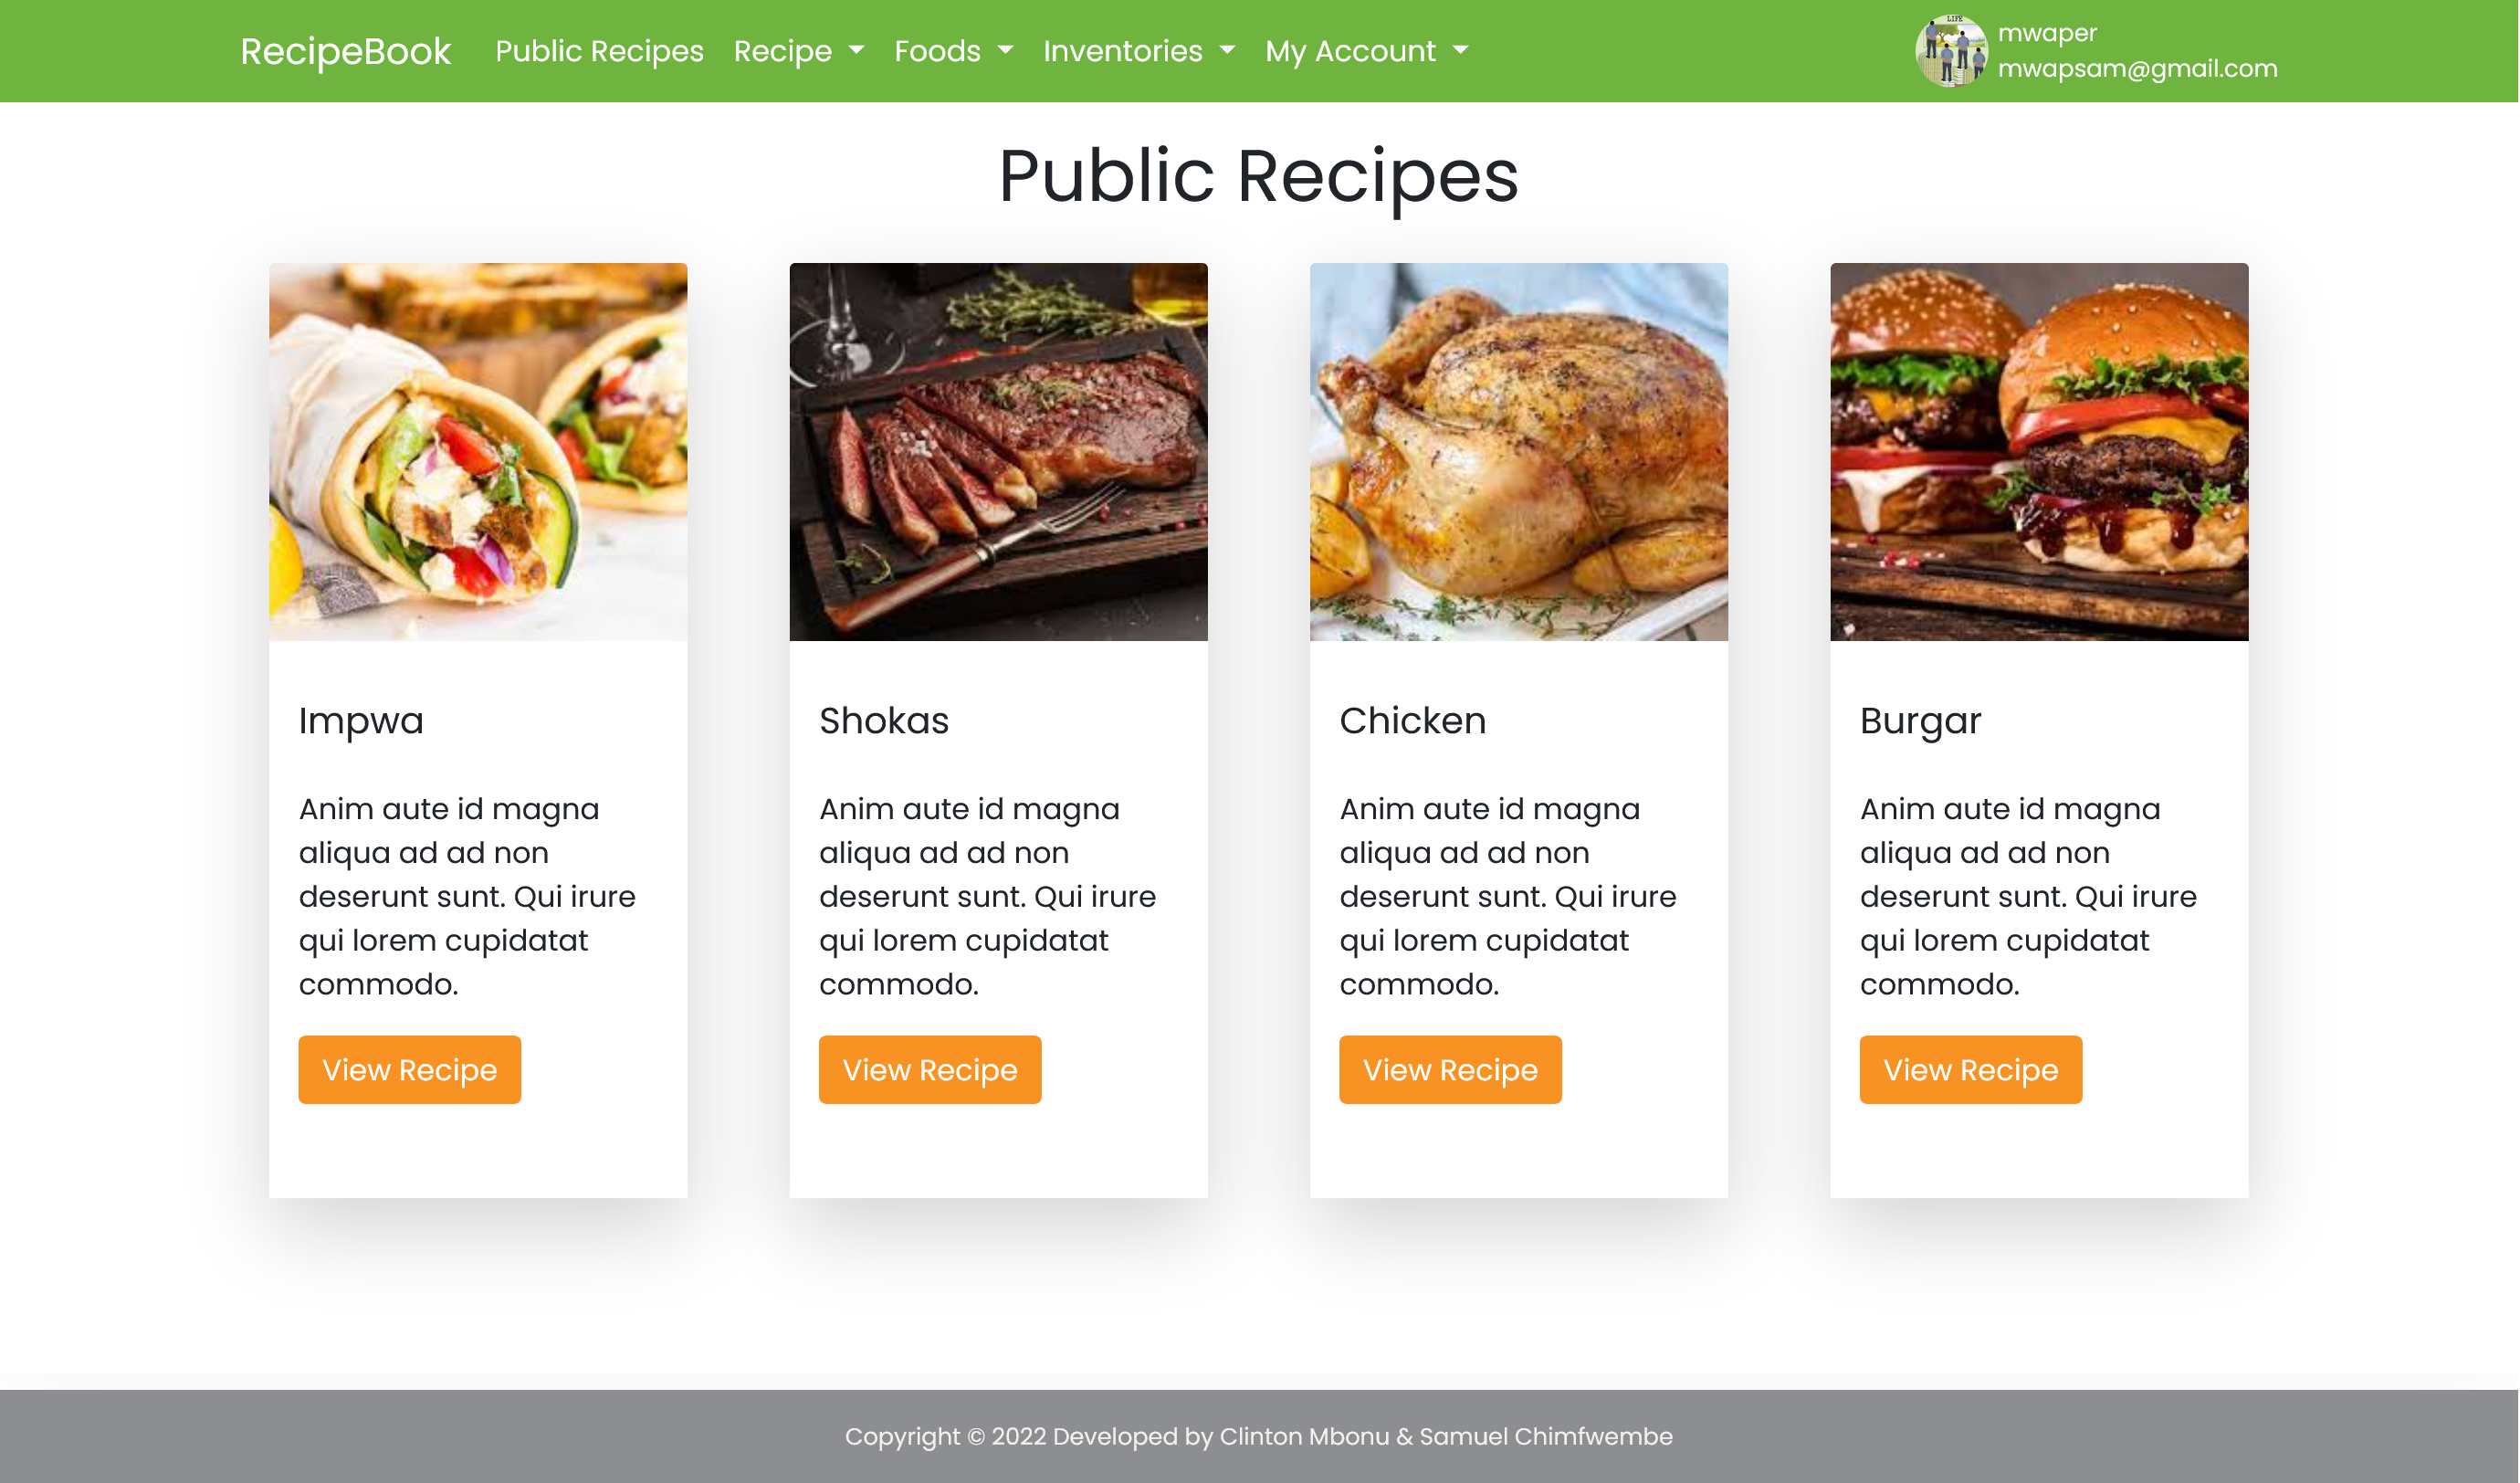 RecipeBook Public Recipes Recipe Foods Inventories My Account
mwaper
mwapsam@gmail.com
LIFE
Public Recipes
Impwa
Anim aute id magna
aliqua ad ad non
deserunt sunt. Qui irure
qui lorem cupidatat
commodo.
View Recipe
Shokas
Anim aute id magna
aliqua ad ad non
deserunt sunt. Qui irure
qui lorem cupidatat
commodo.
View Recipe
Chicken
Anim aute id magna
aliqua ad ad non
deserunt sunt. Qui irure
qui lorem cupidatat
commodo.
View Recipe
Burgar
Anim aute id magna
aliqua ad ad non
deserunt sunt. Qui irure
qui lorem cupidatat
commodo.
View Recipe
Copyright © 2022 Developed by Clinton Mbonu & Samuel Chimfwembe